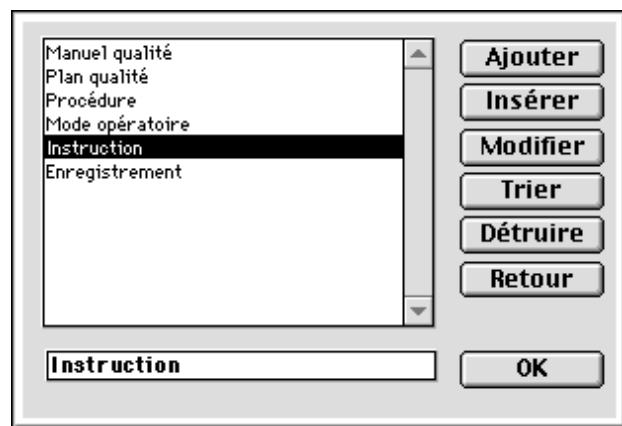 Manuel qualité
Plan qualité
Procédure
Mode opératoire
Instruction
Enregistrement
Instruction
Ajouter
Insérer
Modifier
Trier
Détruire
Retour
OK